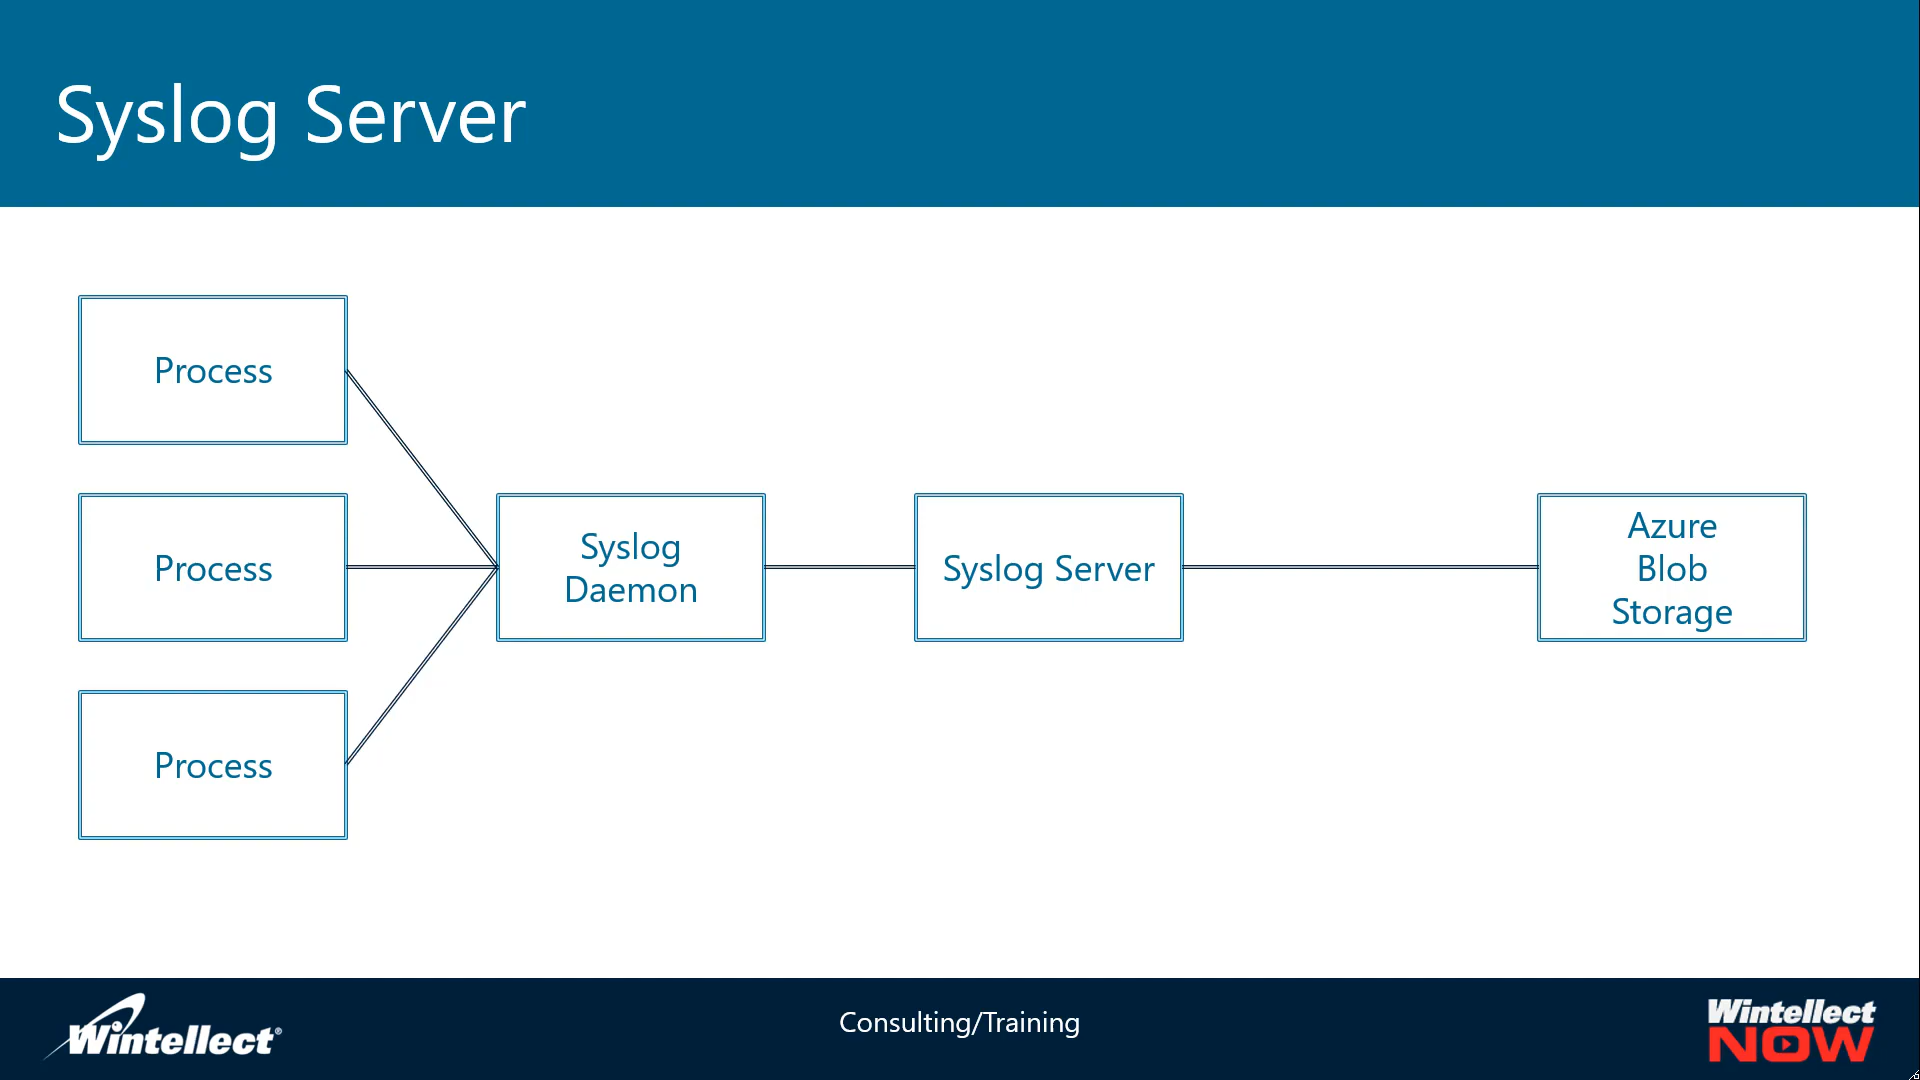 Syslog Server
Process
Process
Process
Syslog
Daemon
Syslog Server
Azure
Blob
Storage
Wintellect®
Consulting/Training
Wintellect
NOW